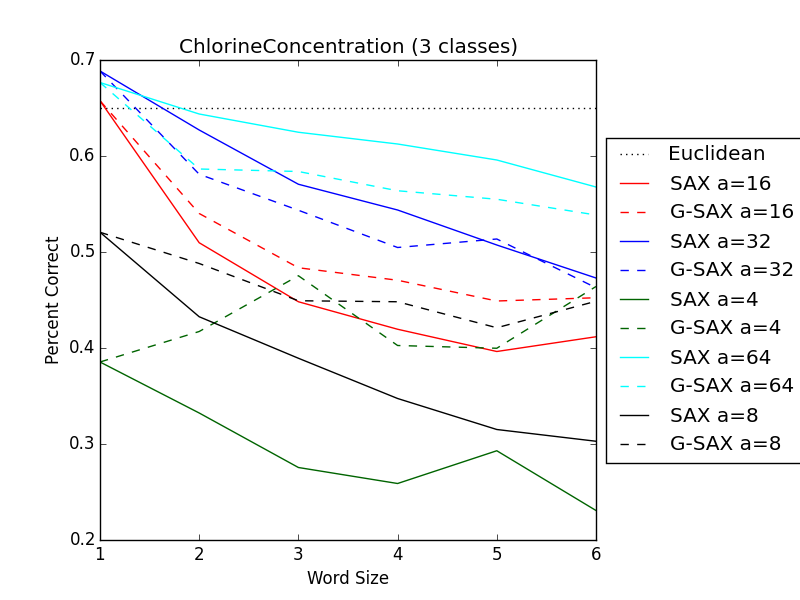 ChlorineConcentration (3 classes)
0.7
0.6
0.5
0.4
0.3
0.2
Percent Correct
1 2 3 4 5 6
Word Size
Euclidean
SAX a=16
G-SAX a=16
SAX a=32
G-SAX a=32
SAX a=4
G-SAX a=4
SAX a=64
G-SAX a=64
SAX a=8
G-SAX a=8